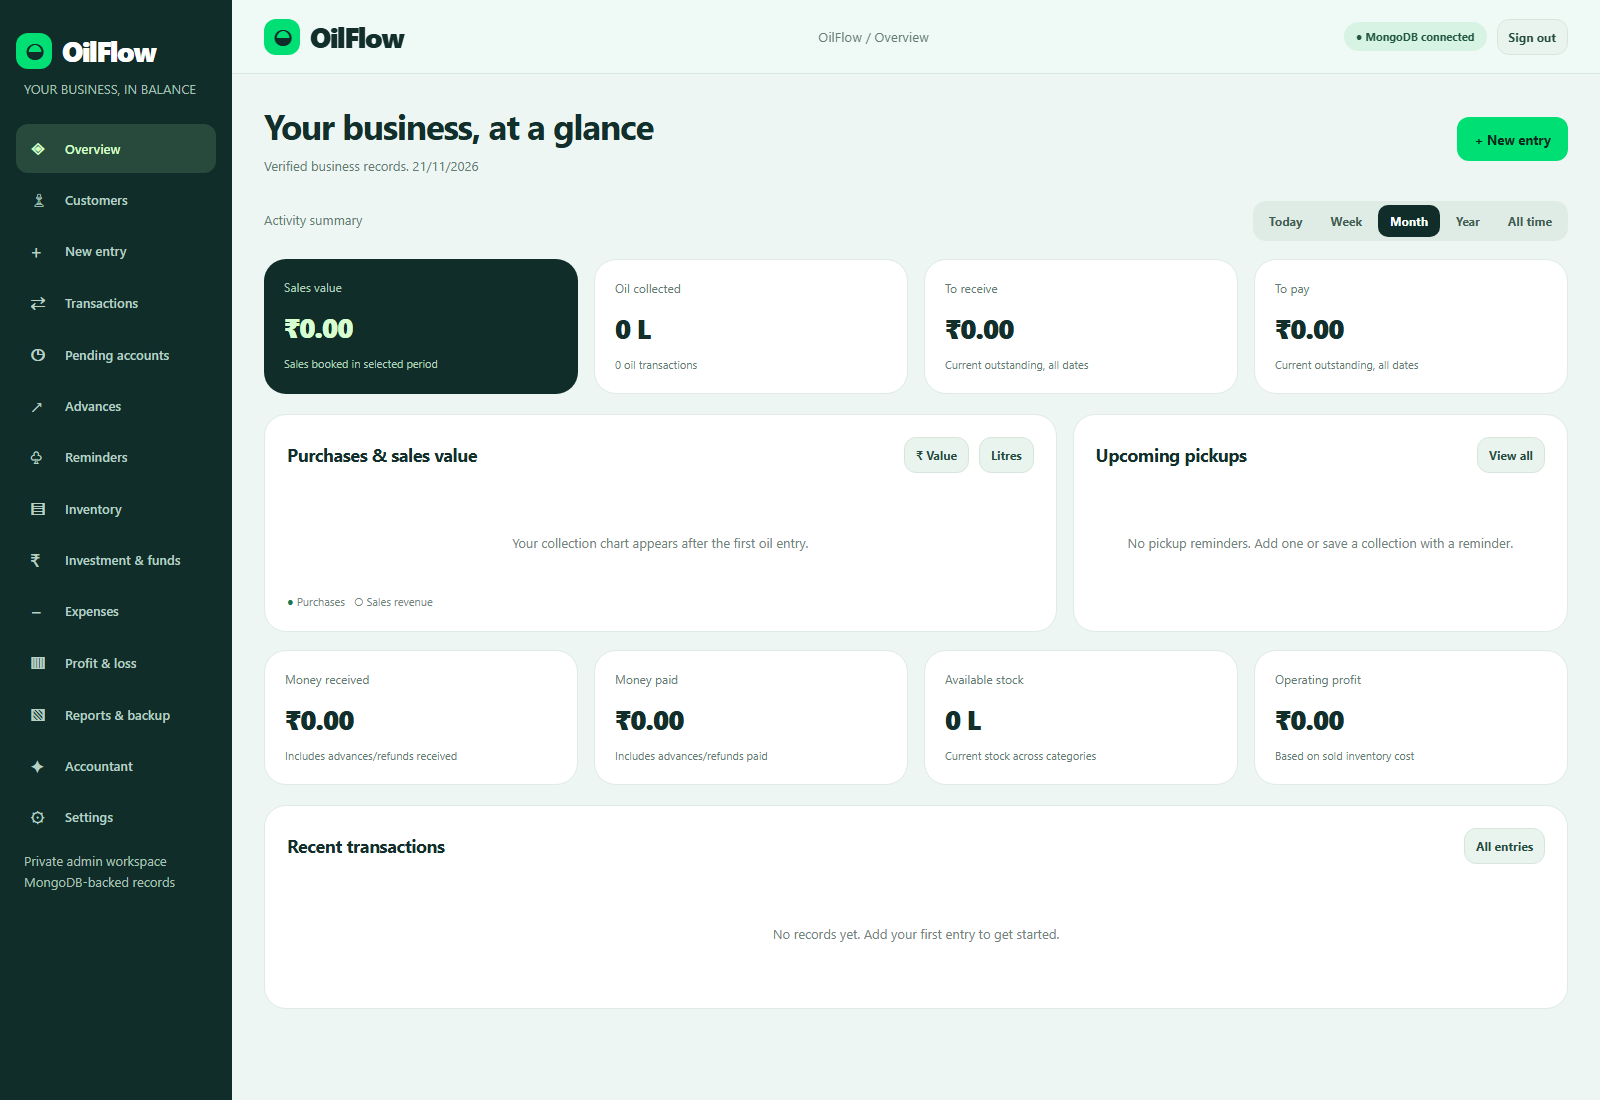 OilFlow
YOUR BUSINESS, IN BALANCE
Overview
Customers
+ New entry
Transactions
Pending accounts
Advances
Reminders
Inventory
₹ Investment & funds
− Expenses
Profit & loss
Reports & backup
Accountant
Settings
Private admin workspace
MongoDB-backed records
OilFlow
OilFlow / Overview
● MongoDB connected
Sign out
Your business, at a glance
Verified business records. 21/11/2026
+ New entry
Activity summary
Today Week Month Year All time
Sales value
₹0.00
Sales booked in selected period
Oil collected
0 L
0 oil transactions
To receive
₹0.00
Current outstanding, all dates
To pay
₹0.00
Current outstanding, all dates
Purchases & sales value
₹ Value Litres
Your collection chart appears after the first oil entry.
● Purchases ○ Sales revenue
Upcoming pickups
View all
No pickup reminders. Add one or save a collection with a reminder.
Money received
₹0.00
Includes advances/refunds received
Money paid
₹0.00
Includes advances/refunds paid
Available stock
0 L
Current stock across categories
Operating profit
₹0.00
Based on sold inventory cost
Recent transactions
All entries
No records yet. Add your first entry to get started.